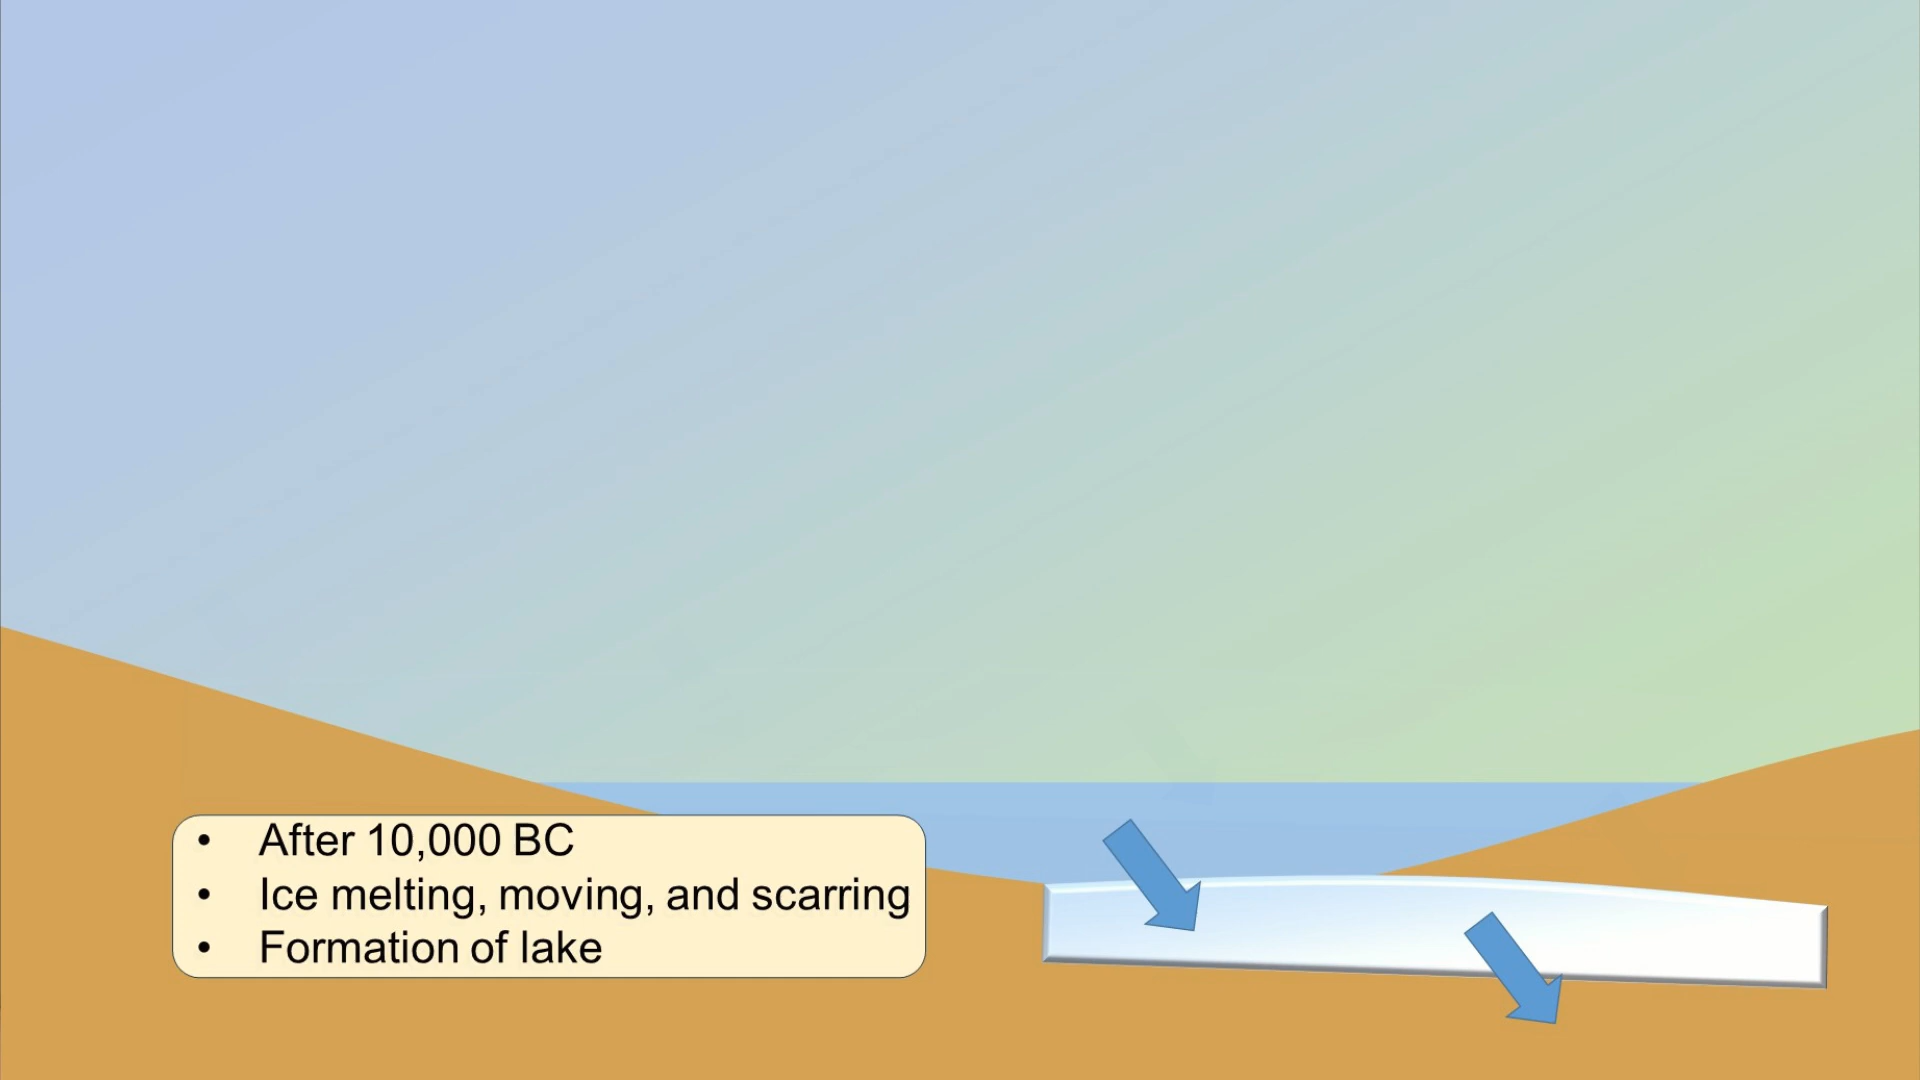 • After 10,000 BC
• Ice melting, moving, and scarring
• Formation of lake